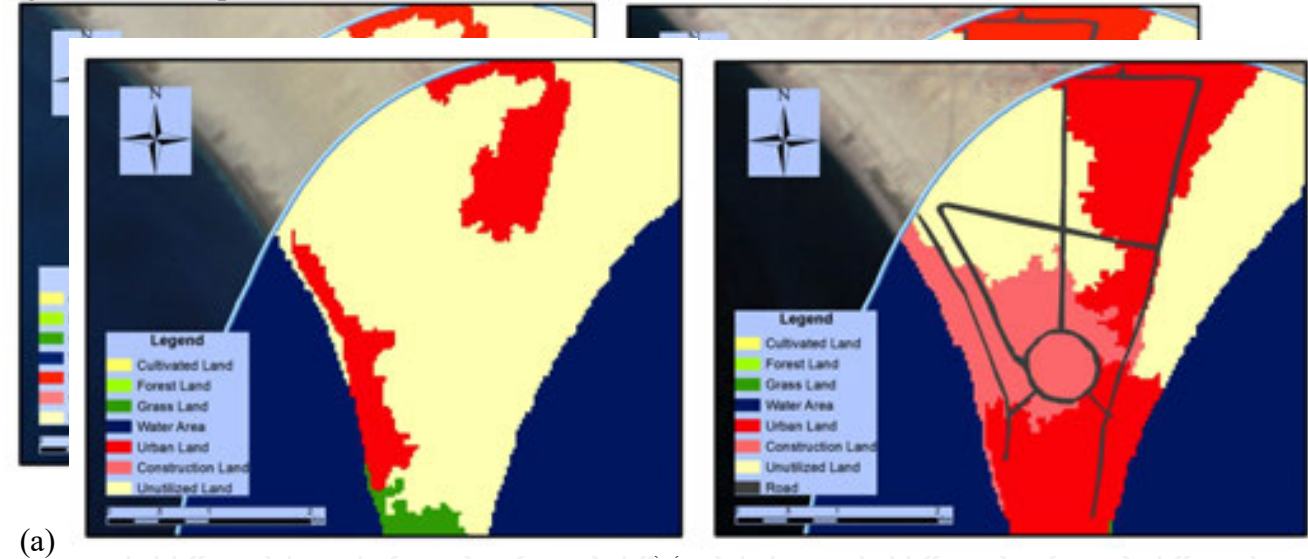 N
N
Legend
Cultivated Land
Forest Land
Grass Land
Water Area
Urban Land
Construction Land
Unutilized Land
Legend
Cultivated Land
Forest Land
Grass Land
Water Area
Urban Land
Construction Land
Unutilized Land
Road
(a)